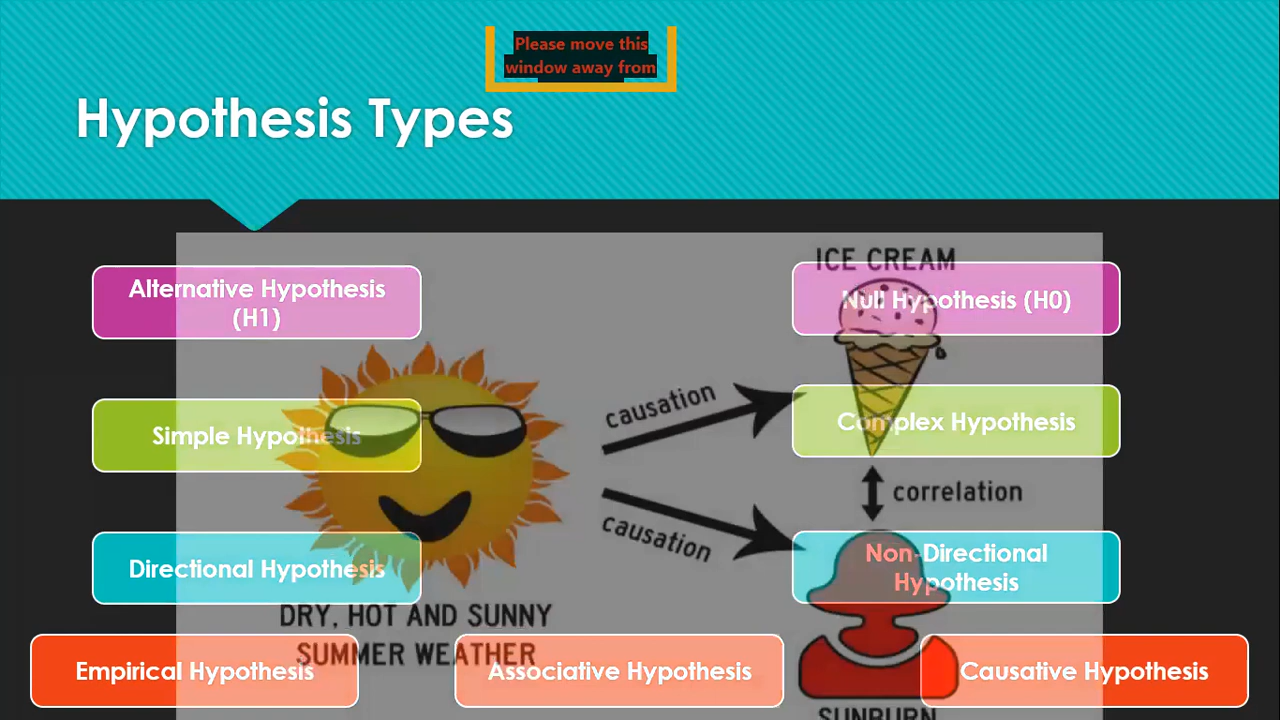 Please move this
window away from
Hypothesis Types
ICE CREAM
Alternative Hypothesis
(H1)
Null Hypothesis (H0)
causation
Simple Hypothesis
Complex Hypothesis
correlation
causation
Directional Hypothesis
Non-Directional
Hypothesis
DRY, HOT AND SUNNY
SUMMER WEATHER
Empirical Hypothesis
Associative Hypothesis
Causative Hypothesis
SUNBURN